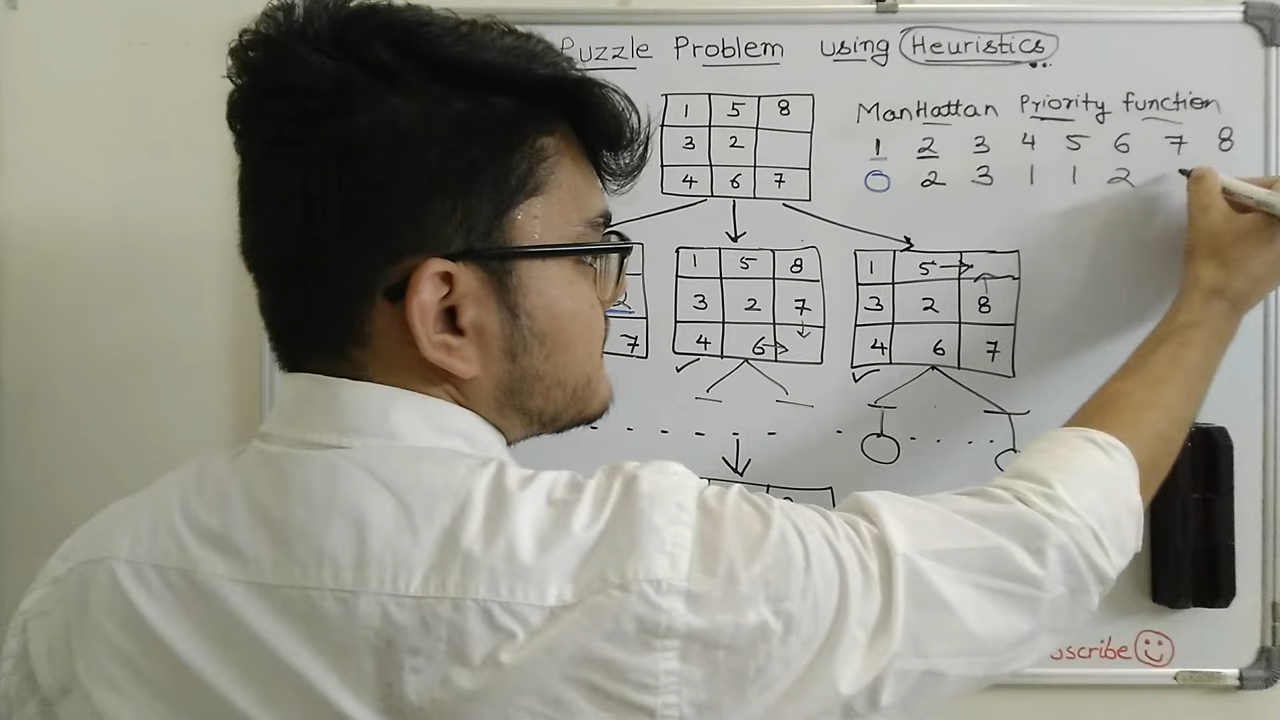 Puzzle Problem using Heuristics
Manhattan Priority function
1 2 3 4 5 6 7 8
0 2 3 1 1 2
1 5 8
3 2
4 6 7
2
7
1 5 8
3 2 7
4 6
1 5
3 2 8
4 6 7